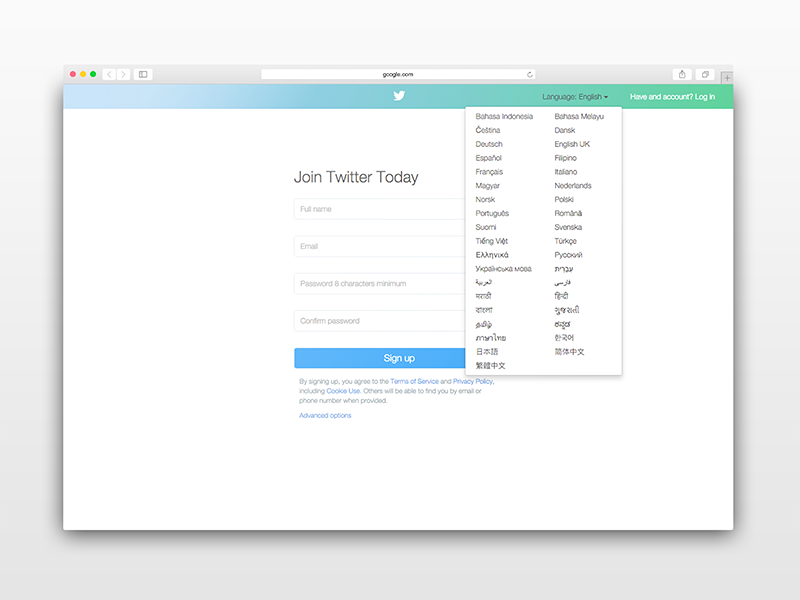 google.com
Language: English
Have and account? Log in
Bahasa Indonesia Bahasa Melayu
Čeština Dansk
Deutsch English UK
Español Filipino
Français Italiano
Magyar Nederlands
Norsk Polski
Português Română
Suomi Svenska
Tiếng Việt Türkçe
Ελληνικά Русский
Українська мова עִבְרִית
العربية فارسی
मराठी हिन्दी
বাংলা ગુજરાતી
தமிழ் ಕನ್ನಡ
ภาษาไทย 한국어
日本語 简体中文
繁體中文
Join Twitter Today
Full name
Email
Password 8 characters minimum
Confirm password
Sign up
By signing up, you agree to the Terms of Service and Privacy Policy,
including Cookie Use. Others will be able to find you by email or
phone number when provided.
Advanced options